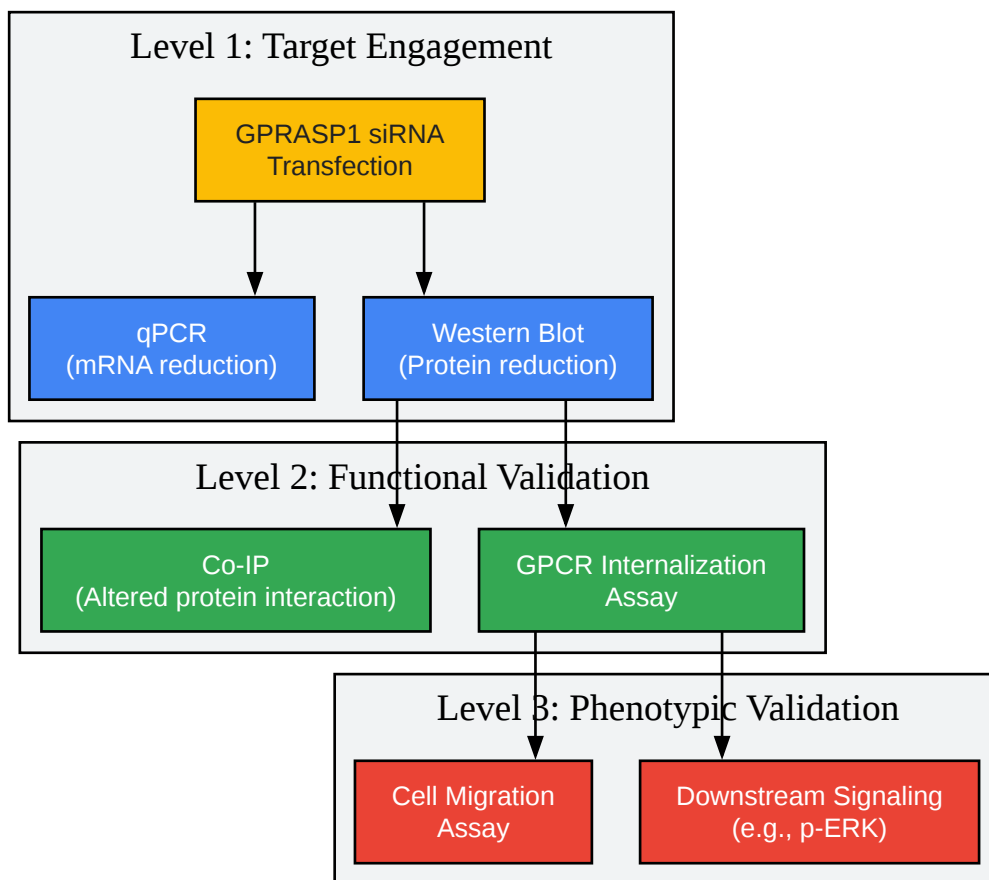 Level 1: Target Engagement
GPRASP1 siRNA
Transfection
qPCR
(mRNA reduction)
Western Blot
(Protein reduction)
Level 2: Functional Validation
Co-IP
(Altered protein interaction)
GPCR Internalization
Assay
Level 3: Phenotypic Validation
Cell Migration
Assay
Downstream Signaling
(e.g., p-ERK)